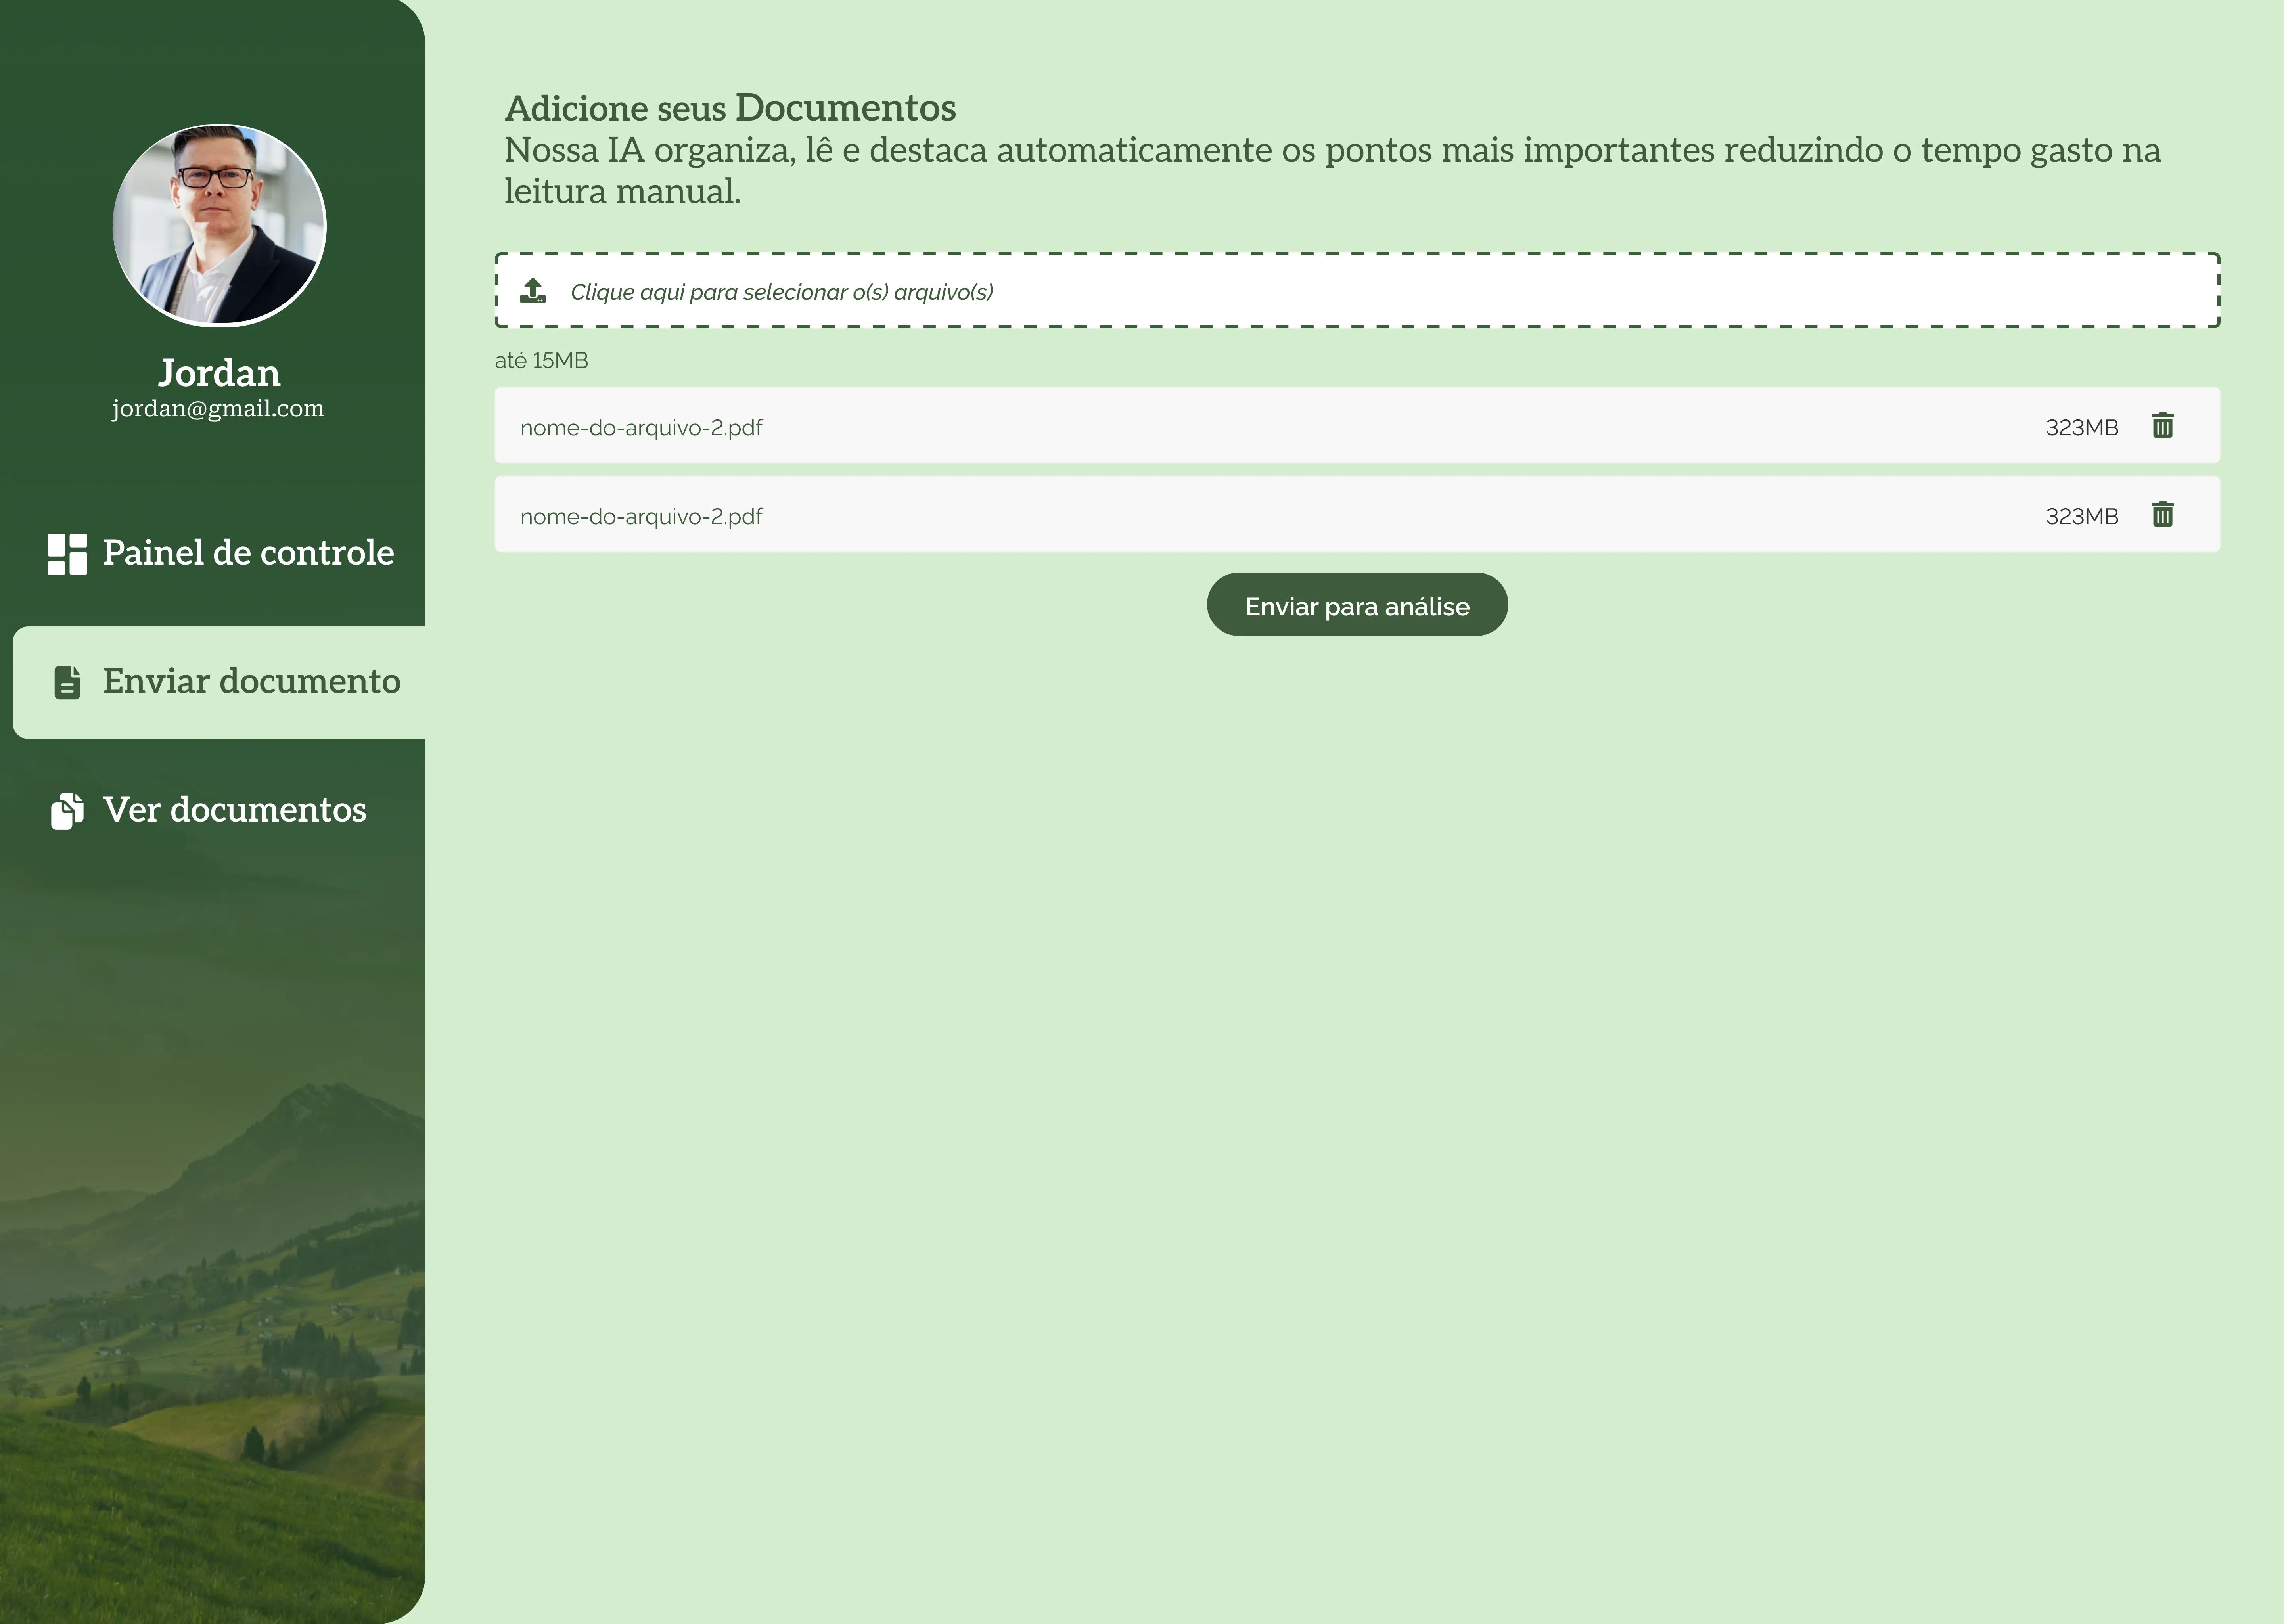 Jordan
jordan@gmail.com
Painel de controle
Enviar documento
Ver documentos
Adicione seus Documentos
Nossa IA organiza, lê e destaca automaticamente os pontos mais importantes reduzindo o tempo gasto na
leitura manual.
Clique aqui para selecionar o(s) arquivo(s)
até 15MB
nome-do-arquivo-2.pdf 323MB
nome-do-arquivo-2.pdf 323MB
Enviar para análise